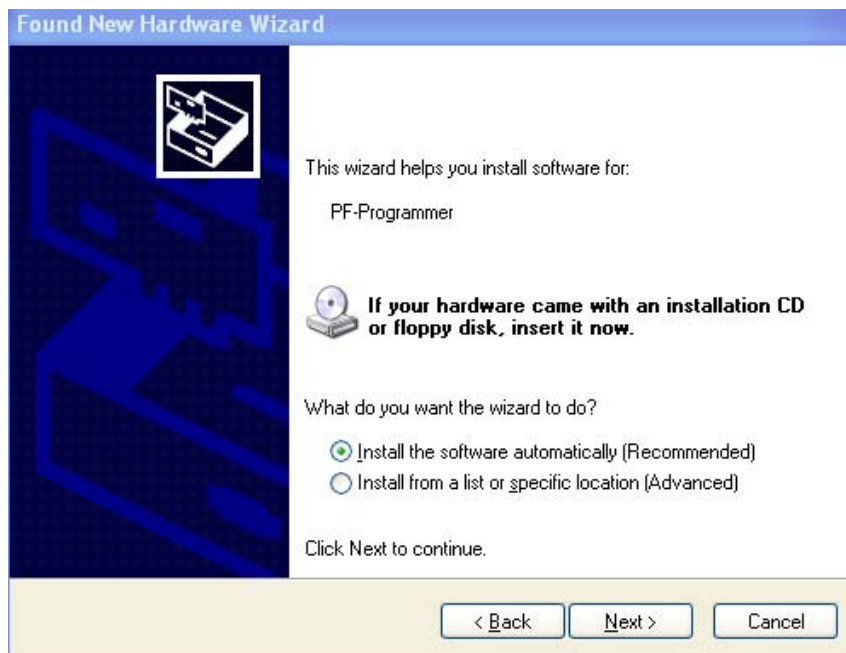 Found New Hardware Wizard
This wizard helps you install software for:
PF-Programmer
If your hardware came with an installation CD
or floppy disk, insert it now.
What do you want the wizard to do?
Install the software automatically (Recommended)
Install from a list or specific location (Advanced)
Click Next to continue.
< Back Next > Cancel